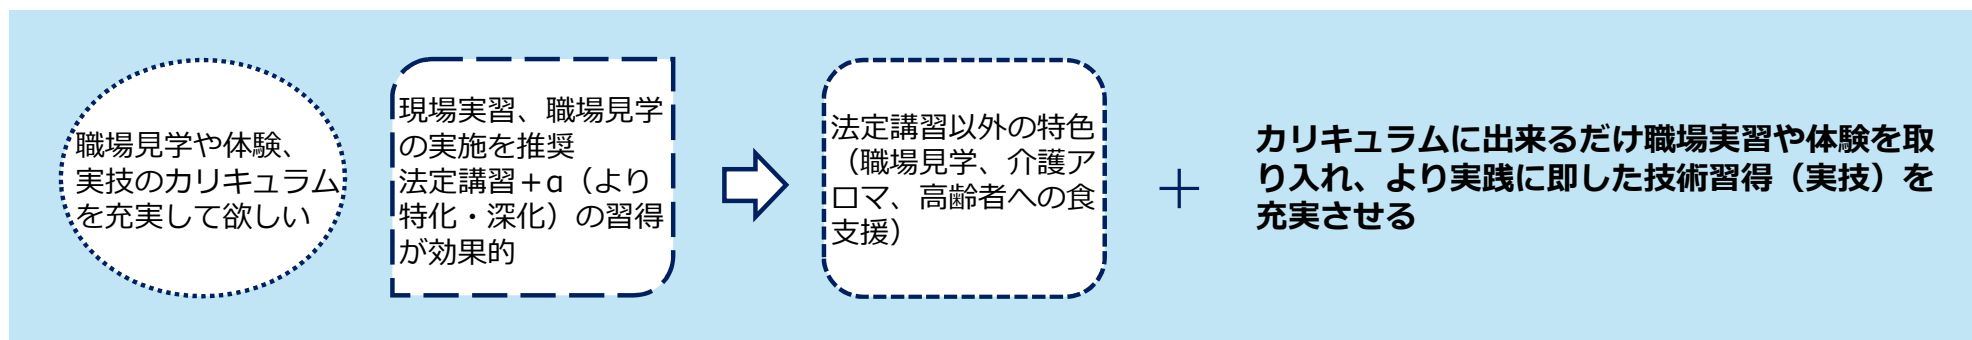 職場見学や体験、
実技のカリキュラム
を充実して欲しい
現場実習、職場見学
の実施を推奨
法定講習＋α（より
特化・深化）の習得
が効果的
法定講習以外の特色
（職場見学、介護ア
ロマ、高齢者への食
支援）
＋
カリキュラムに出来るだけ職場実習や体験を取
り入れ、より実践に即した技術習得（実技）を
充実させる